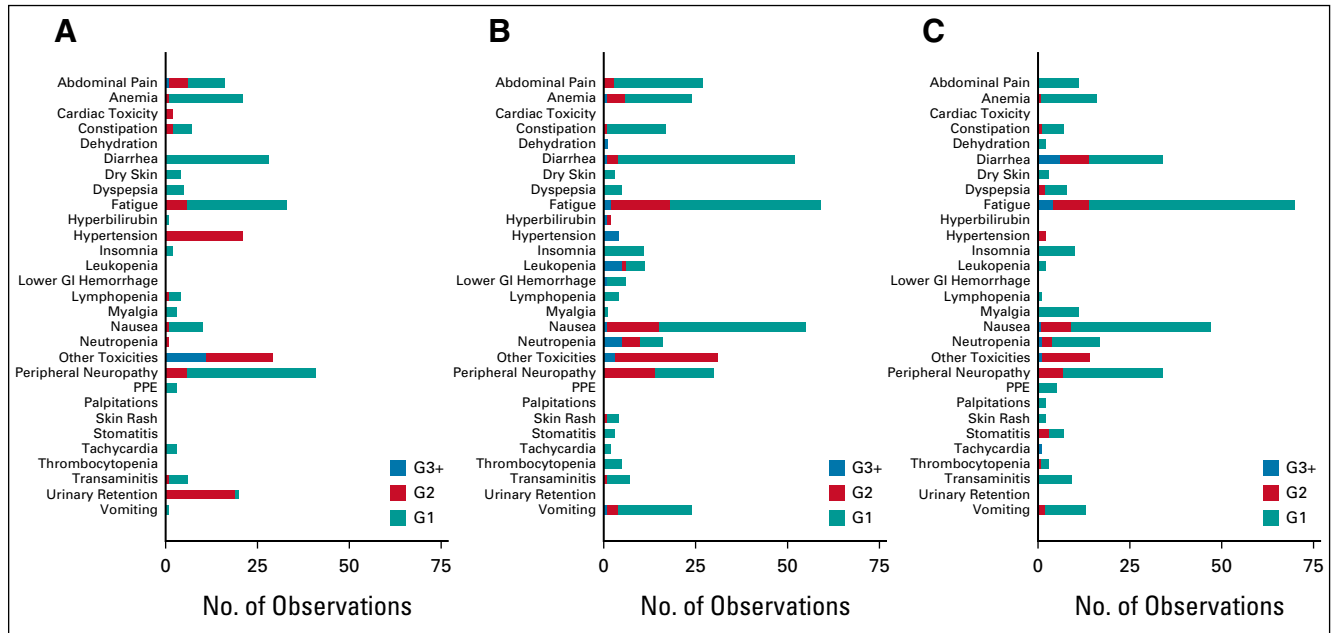 A
Abdominal Pain
Anemia
Cardiac Toxicity
Constipation
Dehydration
Diarrhea
Dry Skin
Dyspepsia
Fatigue
Hyperbilirubin
Hypertension
Insomnia
Leukopenia
Lower GI Hemorrhage
Lymphopenia
Myalgia
Nausea
Neutropenia
Other Toxicities
Peripheral Neuropathy
PPE
Palpitations
Skin Rash
Stomatitis
Tachycardia
Thrombocytopenia
Transaminitis
Urinary Retention
Vomiting
G3+
G2
G1
0 25 50 75
No. of Observations
B
Abdominal Pain
Anemia
Cardiac Toxicity
Constipation
Dehydration
Diarrhea
Dry Skin
Dyspepsia
Fatigue
Hyperbilirubin
Hypertension
Insomnia
Leukopenia
Lower GI Hemorrhage
Lymphopenia
Myalgia
Nausea
Neutropenia
Other Toxicities
Peripheral Neuropathy
PPE
Palpitations
Skin Rash
Stomatitis
Tachycardia
Thrombocytopenia
Transaminitis
Urinary Retention
Vomiting
G3+
G2
G1
0 25 50 75
No. of Observations
C
Abdominal Pain
Anemia
Cardiac Toxicity
Constipation
Dehydration
Diarrhea
Dry Skin
Dyspepsia
Fatigue
Hyperbilirubin
Hypertension
Insomnia
Leukopenia
Lower GI Hemorrhage
Lymphopenia
Myalgia
Nausea
Neutropenia
Other Toxicities
Peripheral Neuropathy
PPE
Palpitations
Skin Rash
Stomatitis
Tachycardia
Thrombocytopenia
Transaminitis
Urinary Retention
Vomiting
G3+
G2
G1
0 25 50 75
No. of Observations